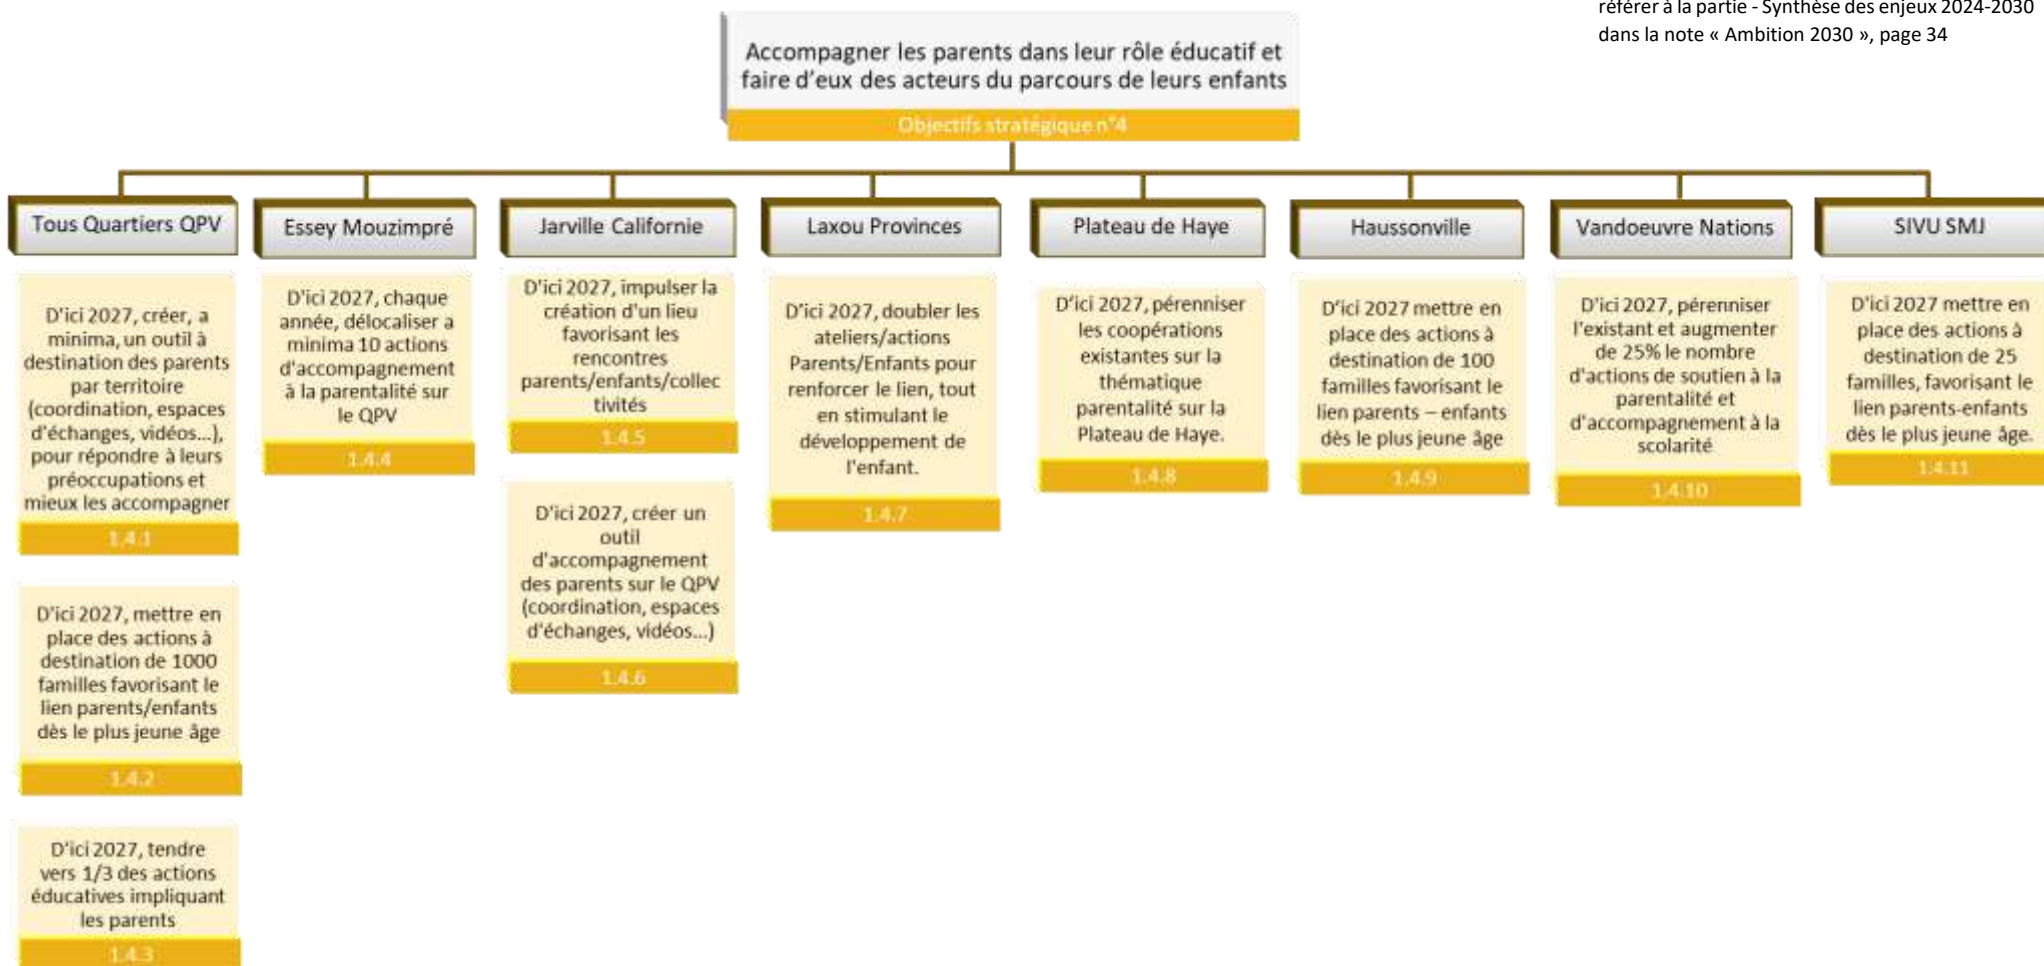 référer à la partie - Synthèse des enjeux 2024-2030
dans la note « Ambition 2030 », page 34
Accompagner les parents dans leur rôle éducatif et
faire d'eux des acteurs du parcours de leurs enfants
Objectifs stratégique n°4
Tous Quartiers QPV
D'ici 2027, créer, a
minima, un outil à
destination des parents
par territoire
(coordination, espaces
d'échanges, vidéos...),
pour répondre à leurs
préoccupations et
mieux les accompagner
1.4.1
D'ici 2027, mettre en
place des actions à
destination de 1000
familles favorisant le
lien parents/enfants
dès le plus jeune âge
1.4.2
D'ici 2027, tendre
vers 1/3 des actions
éducatives impliquant
les parents
1.4.3
Essey Mouzimpré
D'ici 2027, chaque
année, délocaliser a
minima 10 actions
d'accompagnement
à la parentalité sur
le QPV
1.4.4
Jarville Californie
D'ici 2027, impulser la
création d'un lieu
favorisant les
rencontres
parents/enfants/collec
tivités
1.4.5
D'ici 2027, créer un
outil
d'accompagnement
des parents sur le QPV
(coordination, espaces
d'échanges, vidéos...)
1.4.6
Laxou Provinces
D'ici 2027, doubler les
ateliers/actions
Parents/Enfants pour
renforcer le lien, tout
en stimulant le
développement de
l'enfant.
1.4.7
Plateau de Haye
D'ici 2027, pérenniser
les coopérations
existantes sur la
thématique
parentalité sur la
Plateau de Haye.
1.4.8
Haussonville
D'ici 2027 mettre en
place des actions à
destination de 100
familles favorisant le
lien parents – enfants
dès le plus jeune âge
1.4.9
Vandoeuvre Nations
D'ici 2027, pérenniser
l'existant et augmenter
de 25% le nombre
d'actions de soutien à la
parentalité et
d'accompagnement à la
scolarité
1.4.10
SIVU SMJ
D'ici 2027 mettre en
place des actions à
destination de 25
familles, favorisant le
lien parents-enfants
dès le plus jeune âge.
1.4.11